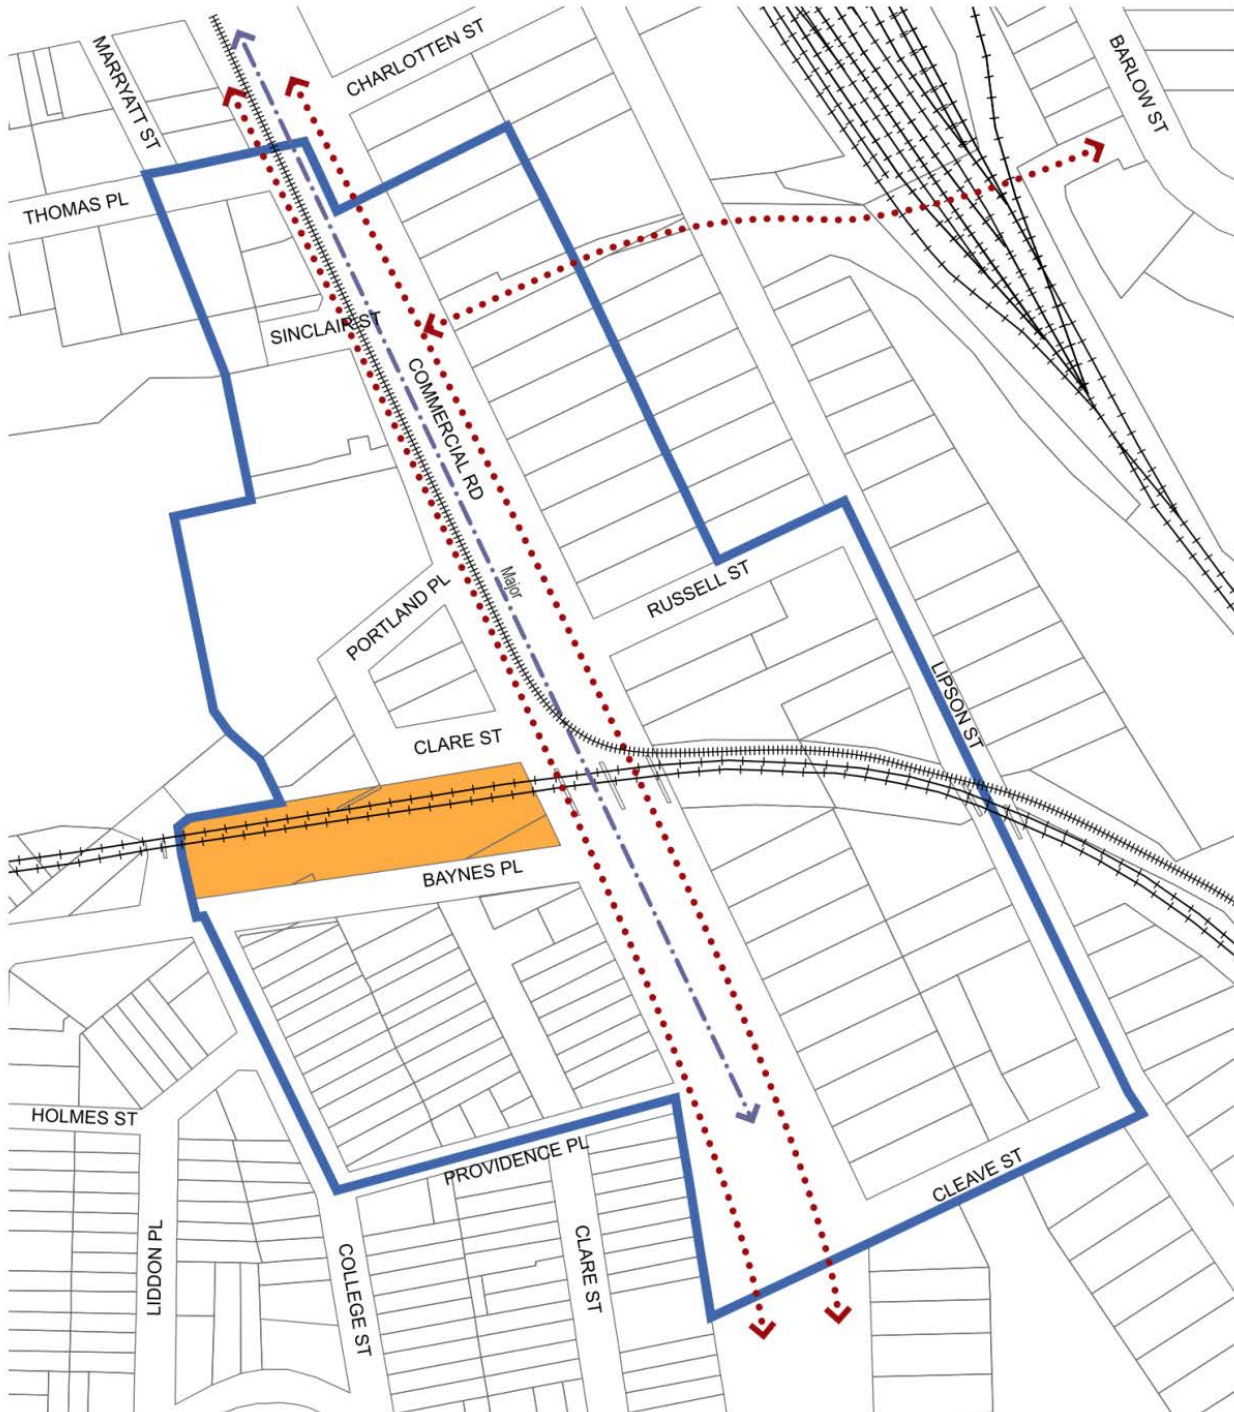 MARRYATT ST
CHARLOTTEN ST
BARLOW ST
THOMAS PL
SINCLAIR ST
COMMERCIAL RD
Major
PORTLAND PL
RUSSELL ST
LIPSON ST
CLARE ST
BAYNES PL
HOLMES ST
PROVIDENCE PL
CLEAVE ST
LIDDON PL
COLLEGE ST
CLARE ST